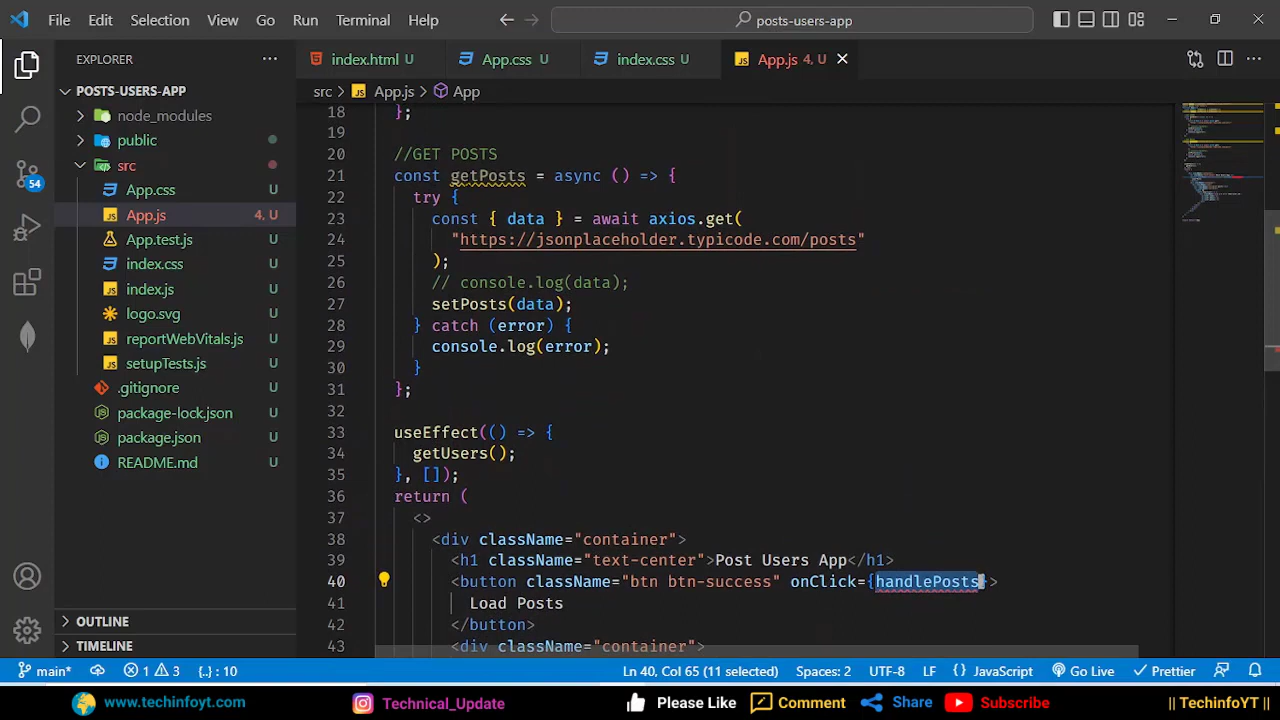 File Edit Selection View Go Run Terminal Help posts-users-app
EXPLORER
index.html U App.css U index.css U App.js 4, U
POSTS-USERS-APP
src > App.js > App
node_modules
public
src
App.css U
App.js 4, U
App.test.js U
index.css U
index.js U
logo.svg U
reportWebVitals.js U
setupTests.js U
.gitignore U
package-lock.json U
package.json U
README.md U
54
OUTLINE
TIMELINE
18 };
19
20 //GET POSTS
21 const getPosts = async () => {
22 try {
23 const { data } = await axios.get(
24 "https://jsonplaceholder.typicode.com/posts"
25 );
26 // console.log(data);
27 setPosts(data);
28 } catch (error) {
29 console.log(error);
30 }
31 };
32
33 useEffect(() => {
34 getUsers();
35 }, []);
36 return (
37 <>
38 <div className="container">
39 <h1 className="text-center">Post Users App</h1>
40 <button className="btn btn-success" onClick={handlePosts}>
41 Load Posts
42 </button>
43 <div className="container">
main* 1 3 {..} : 10 Ln 40, Col 65 (11 selected) Spaces: 2 UTF-8 LF {} JavaScript Go Live Prettier
www.techinfoyt.com Technical_Update Please Like Comment Share Subscribe || TechinfoYT ||